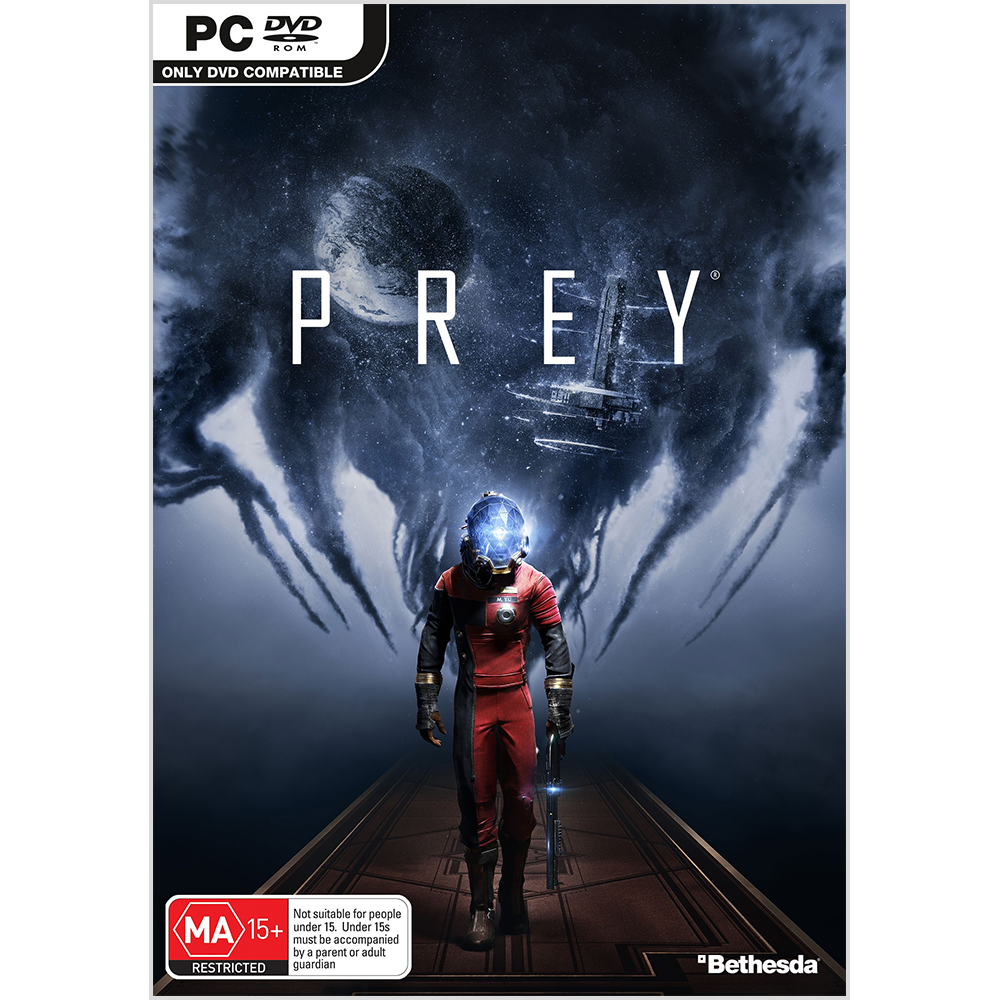 PC DVD
ROM
ONLY DVD COMPATIBLE
PREY®
M. YU
MA 15+
RESTRICTED
Not suitable for people
under 15. Under 15s
must be accompanied
by a parent or adult
guardian
Bethesda